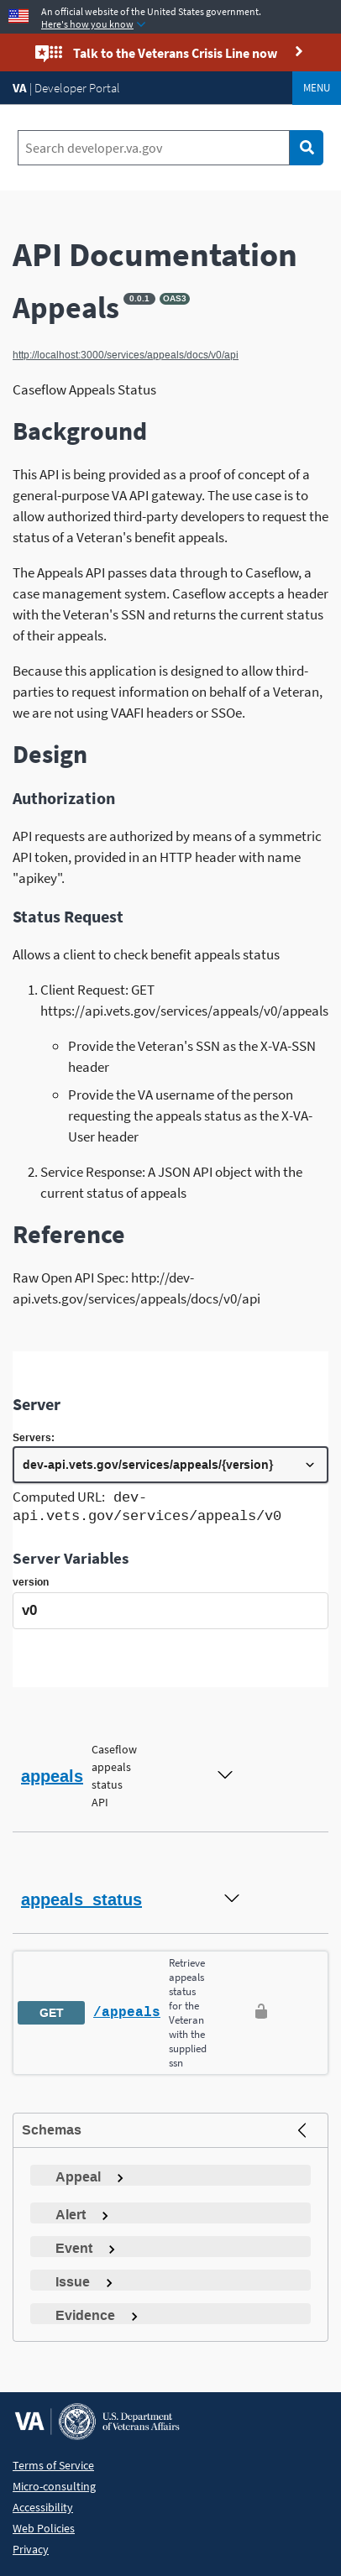 An official website of the United States government.
Here's how you know
Talk to the Veterans Crisis Line now
VA | Developer Portal
MENU
Search developer.va.gov
API Documentation
Appeals 0.0.1 OAS3
http://localhost:3000/services/appeals/docs/v0/api
Caseflow Appeals Status
Background
This API is being provided as a proof of concept of a
general-purpose VA API gateway. The use case is to
allow authorized third-party developers to request the
status of a Veteran's benefit appeals.
The Appeals API passes data through to Caseflow, a
case management system. Caseflow accepts a header
with the Veteran's SSN and returns the current status
of their appeals.
Because this application is designed to allow third-
parties to request information on behalf of a Veteran,
we are not using VAAFI headers or SSOe.
Design
Authorization
API requests are authorized by means of a symmetric
API token, provided in an HTTP header with name
"apikey".
Status Request
Allows a client to check benefit appeals status
1. Client Request: GET
https://api.vets.gov/services/appeals/v0/appeals
○ Provide the Veteran's SSN as the X-VA-SSN
header
○ Provide the VA username of the person
requesting the appeals status as the X-VA-
User header
2. Service Response: A JSON API object with the
current status of appeals
Reference
Raw Open API Spec: http://dev-
api.vets.gov/services/appeals/docs/v0/api
Server
Servers:
dev-api.vets.gov/services/appeals/{version}
Computed URL: dev-
api.vets.gov/services/appeals/v0
Server Variables
version
v0
appeals
Caseflow
appeals
status
API
appeals_status
GET
/appeals
Retrieve
appeals
status
for the
Veteran
with the
supplied
ssn
Schemas
Appeal
Alert
Event
Issue
Evidence
VA
U.S. Department
of Veterans Affairs
Terms of Service
Micro-consulting
Accessibility
Web Policies
Privacy